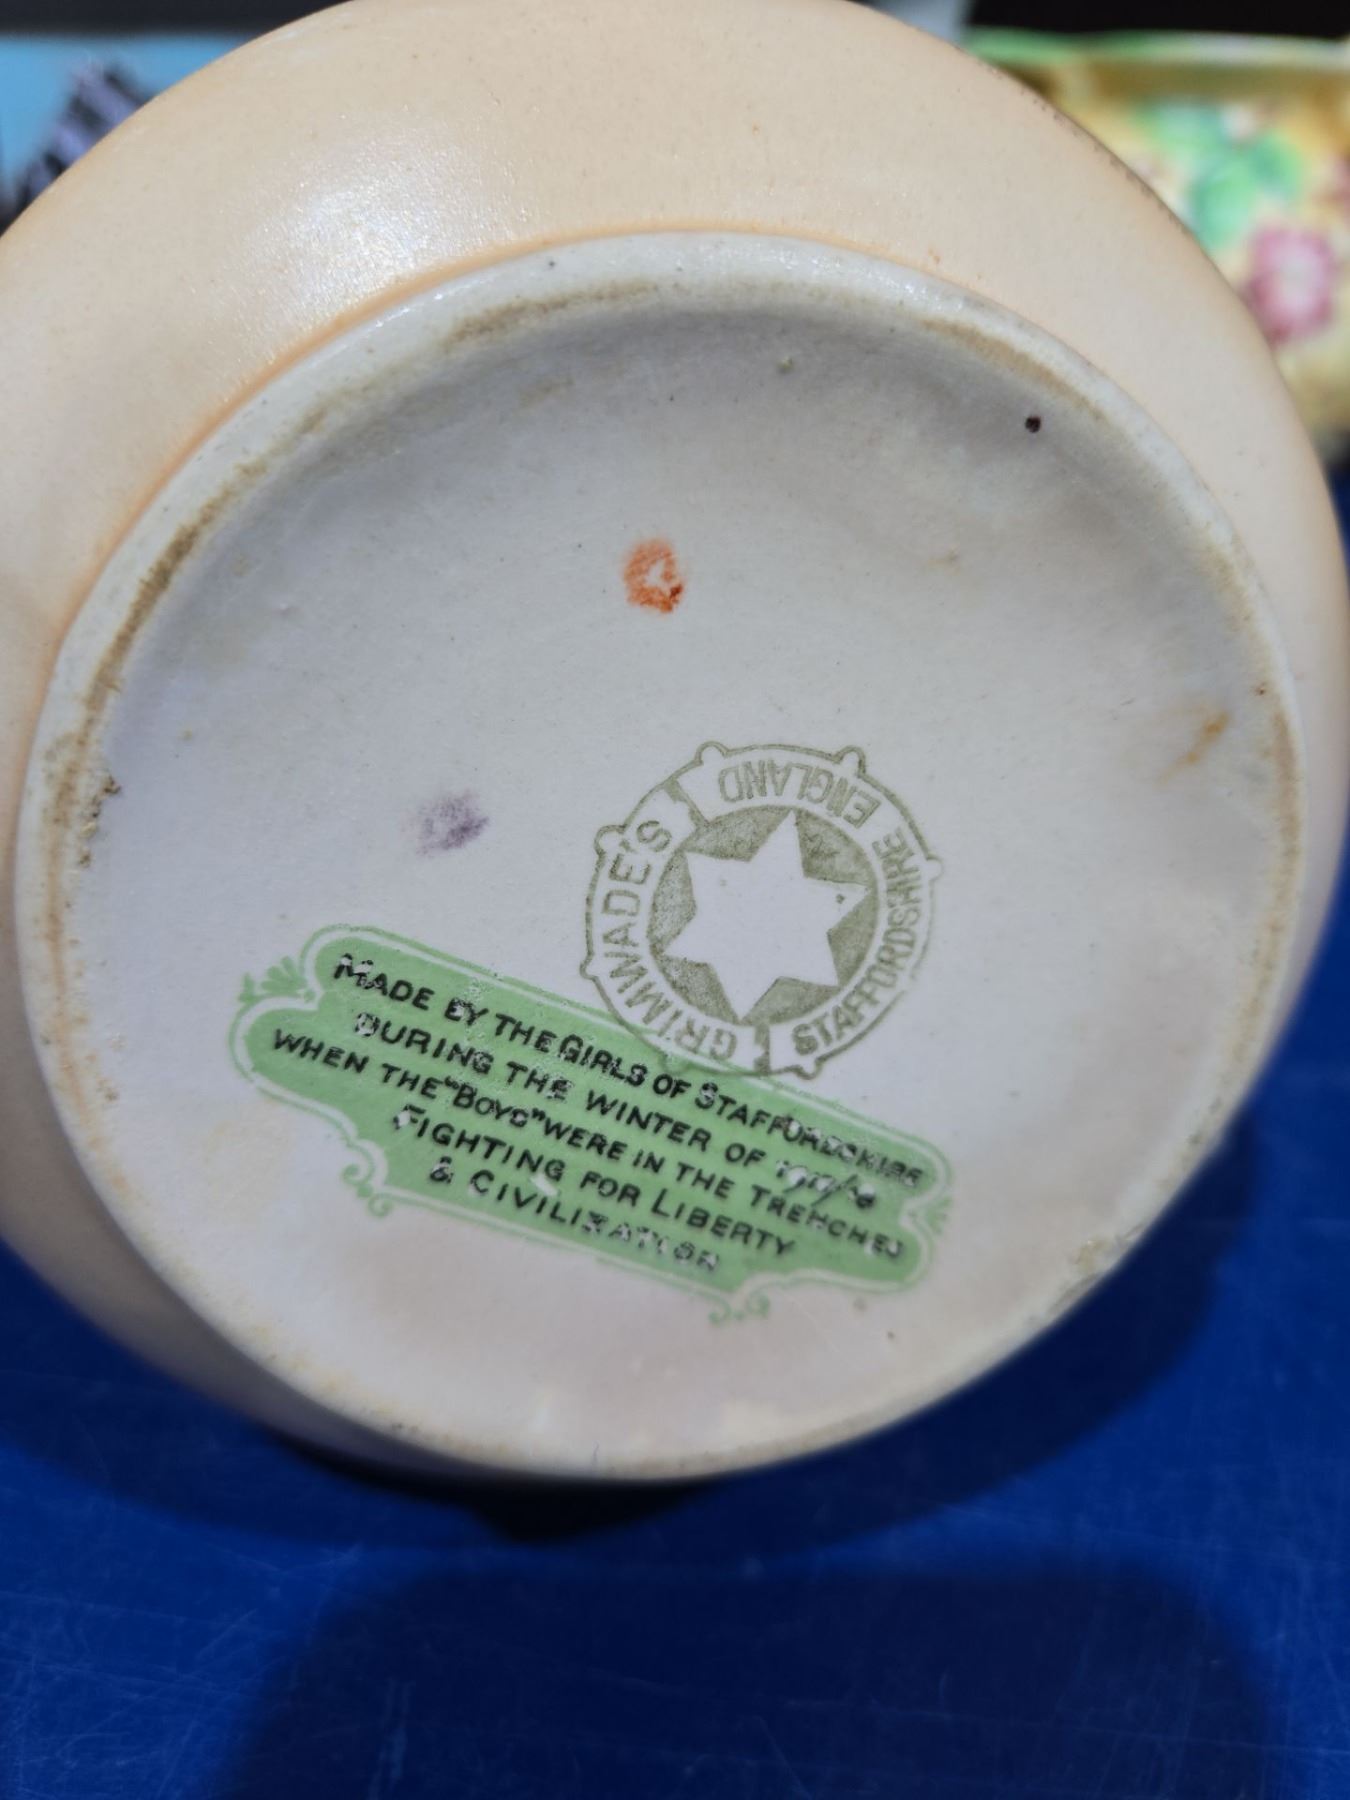 GRIMWADE'S
STAFFORDSHIRE ENGLAND
MADE BY THE GIRLS OF STAFFORDSHIRE
DURING THE WINTER OF 1917/18
WHEN THE "BOYS" WERE IN THE TRENCHES
FIGHTING FOR LIBERTY
& CIVILIZATION